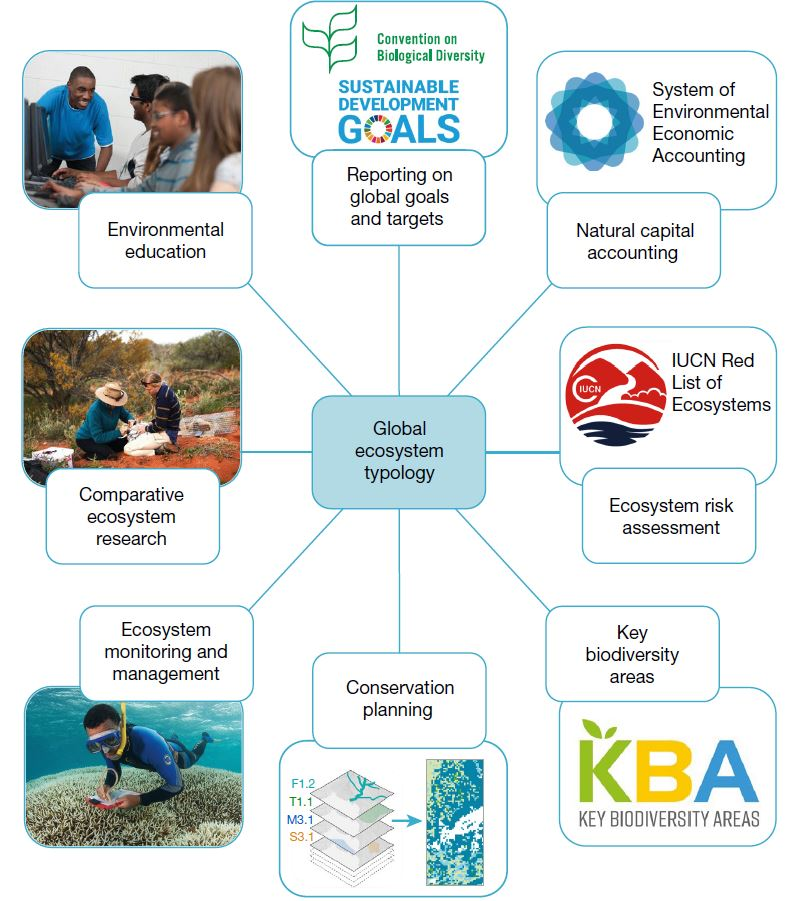 Convention on
Biological Diversity
SUSTAINABLE
DEVELOPMENT
GOALS
Reporting on
global goals
and targets
System of
Environmental
Economic
Accounting
Natural capital
accounting
Environmental
education
IUCN
IUCN Red
List of
Ecosystems
Ecosystem risk
assessment
Global
ecosystem
typology
Comparative
ecosystem
research
Ecosystem
monitoring and
management
Conservation
planning
F1.2
T1.1
M3.1
S3.1
Key
biodiversity
areas
KBA
KEY BIODIVERSITY AREAS